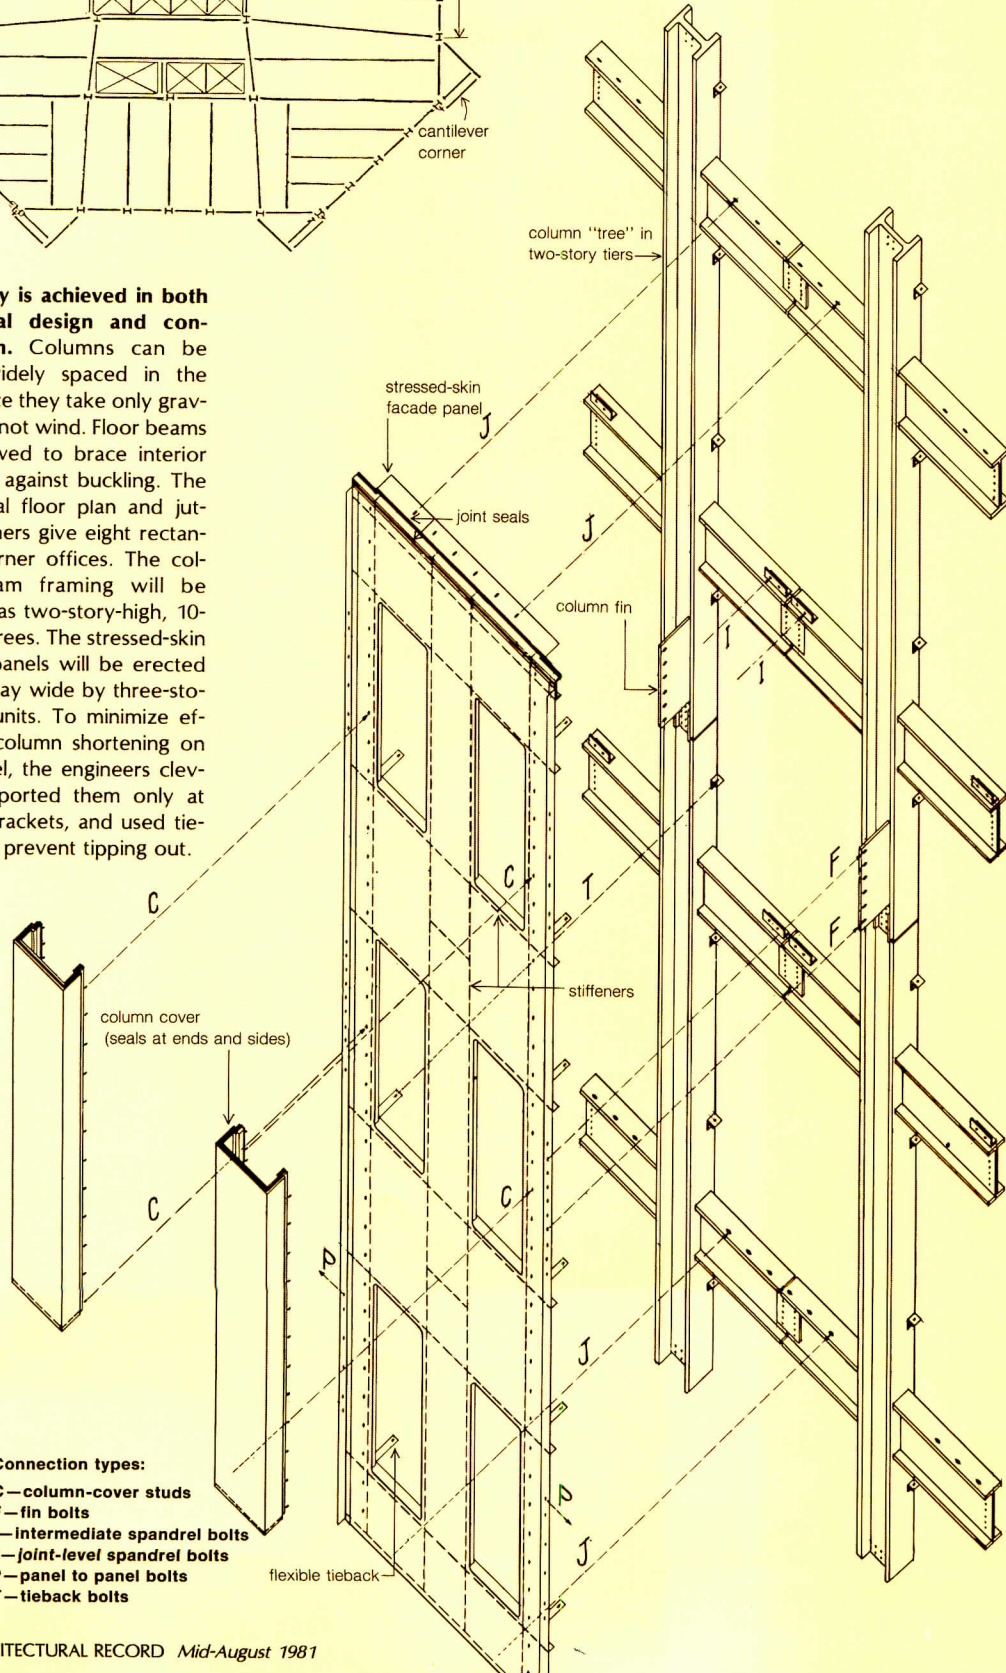 cantilever
corner
column "tree" in
two-story tiers
y is achieved in both
al design and con-
n. Columns can be
widely spaced in the
ce they take only grav-
not wind. Floor beams
ved to brace interior
against buckling. The
al floor plan and jut-
ners give eight rectan-
rner offices. The col-
am framing will be
as two-story-high, 10-
rees. The stressed-skin
panels will be erected
ay wide by three-sto-
units. To minimize ef-
column shortening on
el, the engineers clev-
ported them only at
rackets, and used tie-
prevent tipping out.
stressed-skin
facade panel
J
joint seals
J
column fin
I
I
F
F
C
C
T
stiffeners
column cover
(seals at ends and sides)
C
C
P
J
P
J
flexible tieback
Connection types:
C—column-cover studs
F—fin bolts
—intermediate spandrel bolts
—joint-level spandrel bolts
P—panel to panel bolts
T—tieback bolts
ITECTURAL RECORD Mid-August 1981